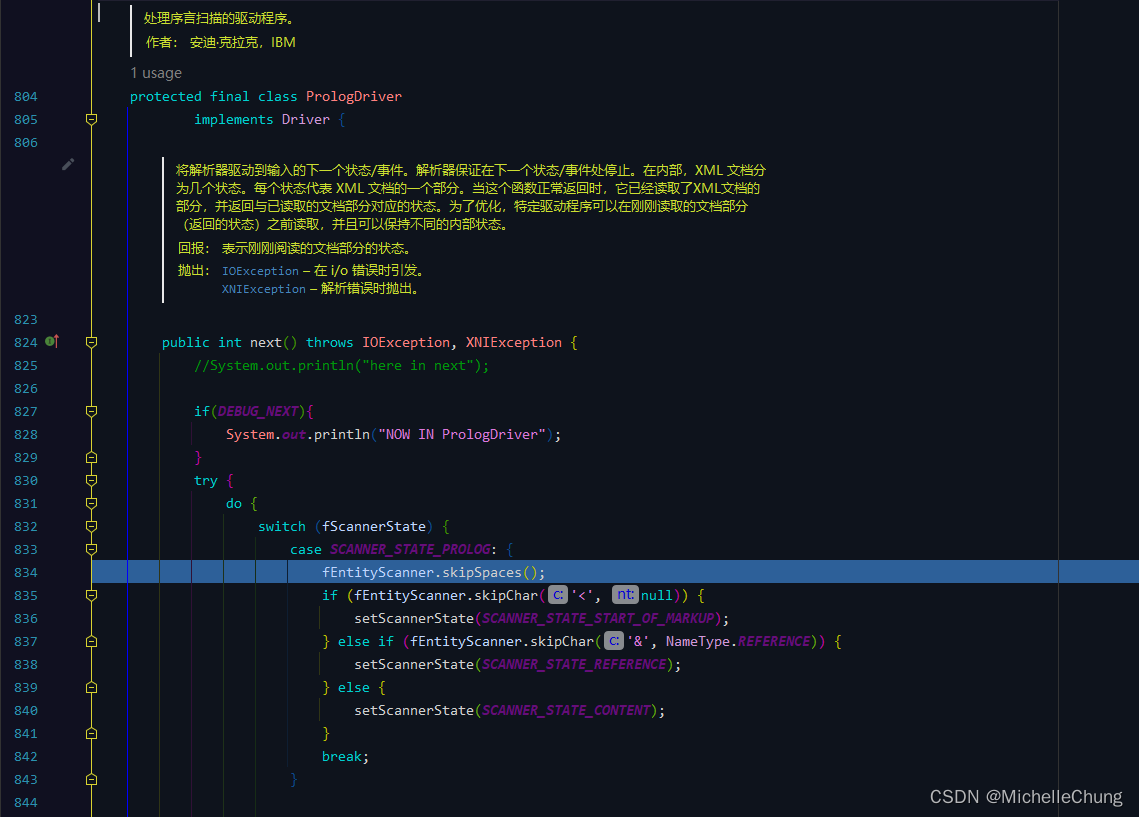 处理序言扫描的驱动程序。
作者： 安迪·克拉克，IBM
1 usage
804 protected final class PrologDriver
805 implements Driver {
806
将解析器驱动到输入的下一个状态/事件。解析器保证在下一个状态/事件处停止。在内部，XML 文档分
为几个状态。每个状态代表 XML 文档的一个部分。当这个函数正常返回时，它已经读取了XML文档的
部分，并返回与已读取的文档部分对应的状态。为了优化，特定驱动程序可以在刚刚读取的文档部分
（返回的状态）之前读取，并且可以保持不同的内部状态。
回报： 表示刚刚阅读的文档部分的状态。
抛出： IOException – 在 i/o 错误时引发。
XNIException – 解析错误时抛出。
823
824 public int next() throws IOException, XNIException {
825 //System.out.println("here in next");
826
827 if(DEBUG_NEXT){
828 System.out.println("NOW IN PrologDriver");
829 }
830 try {
831 do {
832 switch (fScannerState) {
833 case SCANNER_STATE_PROLOG: {
834 fEntityScanner.skipSpaces();
835 if (fEntityScanner.skipChar( c: '<', nt: null)) {
836 setScannerState(SCANNER_STATE_START_OF_MARKUP);
837 } else if (fEntityScanner.skipChar( c: '&', NameType.REFERENCE)) {
838 setScannerState(SCANNER_STATE_REFERENCE);
839 } else {
840 setScannerState(SCANNER_STATE_CONTENT);
841 }
842 break;
843 }
844
CSDN @MichelleChung